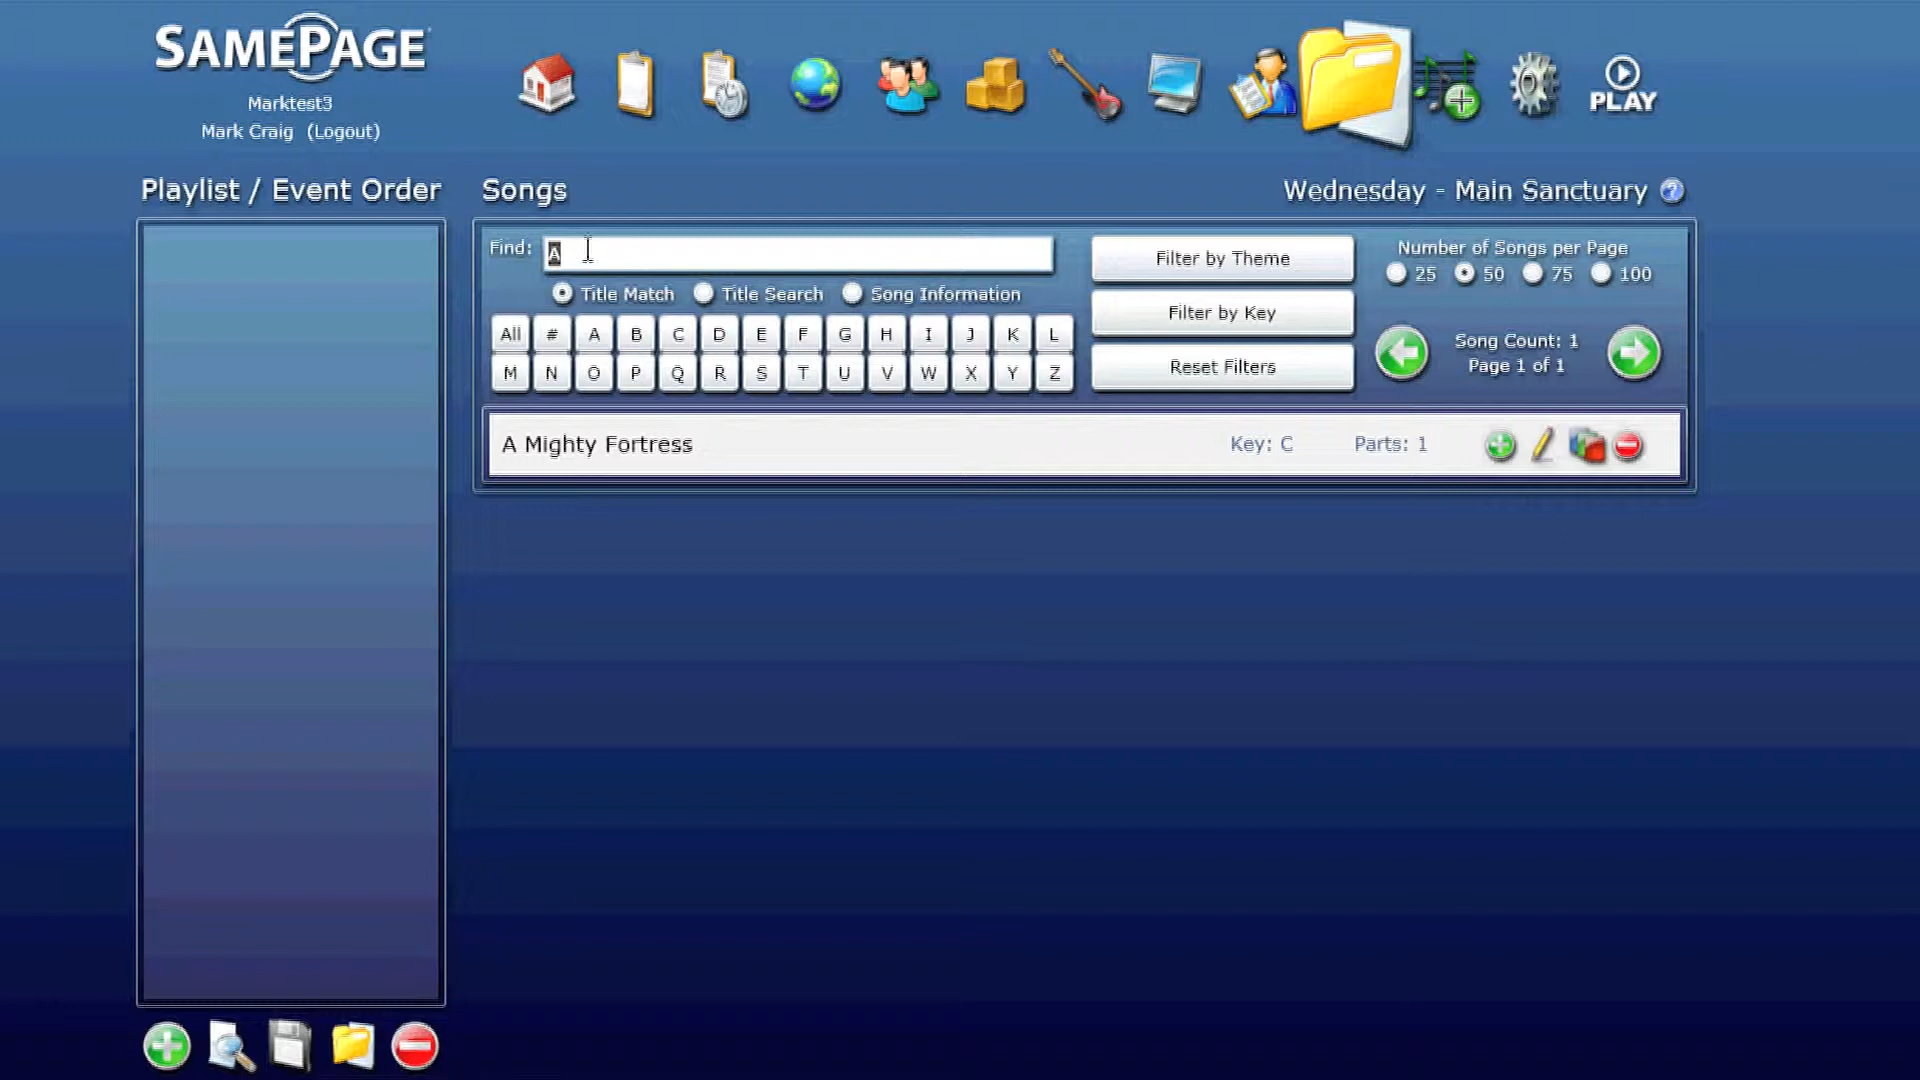 SAMEPAGE
Marktest3
Mark Craig (Logout)
PLAY
Playlist / Event Order
Songs
Wednesday - Main Sanctuary ?
Find: A
Title Match Title Search Song Information
All # A B C D E F G H I J K L
M N O P Q R S T U V W X Y Z
Filter by Theme
Filter by Key
Reset Filters
Number of Songs per Page
25 50 75 100
Song Count: 1
Page 1 of 1
A Mighty Fortress Key: C Parts: 1